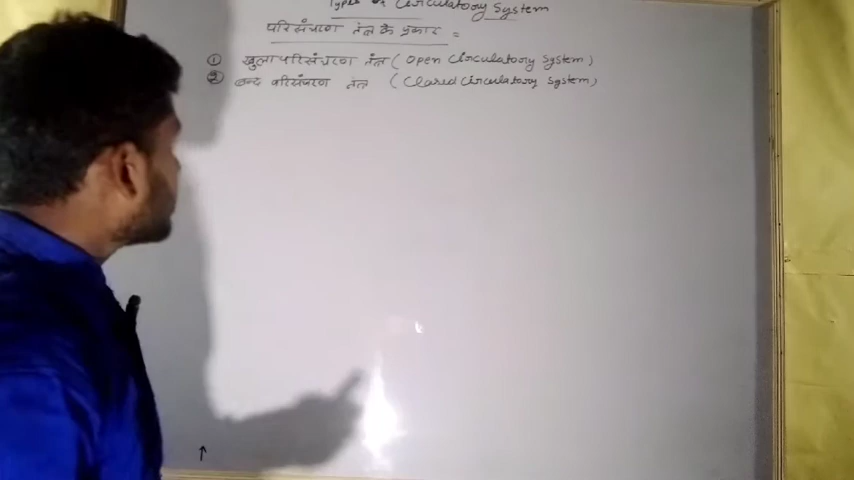 Types of Circulatory System
परिसंचरण तंत्र के प्रकार =
① खुला परिसंचरण तंत्र ( Open Circulatory System )
② बन्द परिसंचरण तंत्र ( Closed Circulatory System )